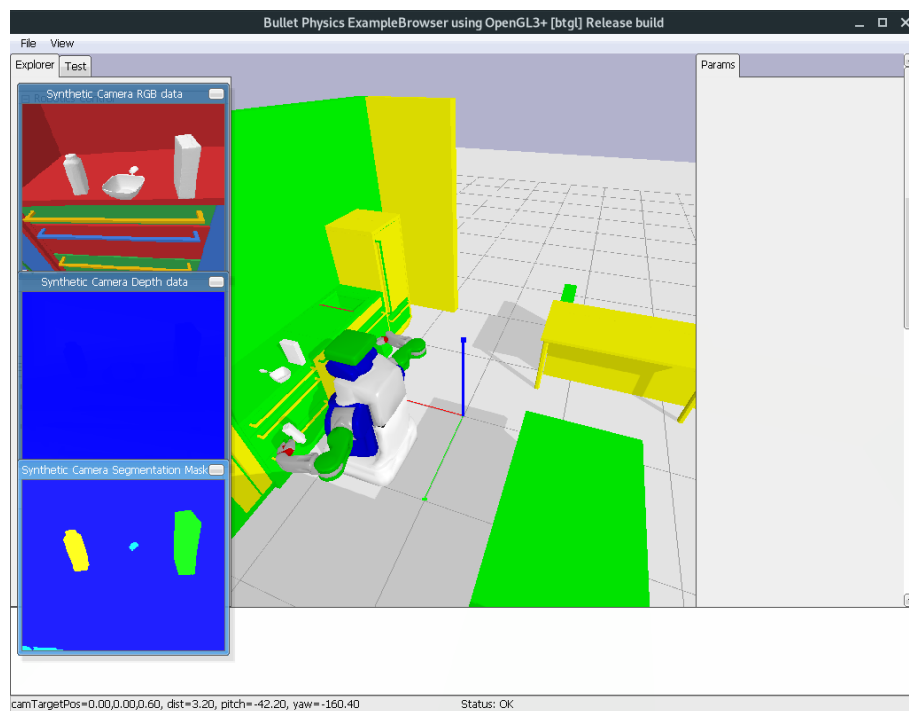 Bullet Physics ExampleBrowser using OpenGL3+ [btgl] Release build
File View
Explorer Test
Params
Synthetic Camera RGB data
Synthetic Camera Depth data
Synthetic Camera Segmentation Mask
camTargetPos=0.00,0.00,0.60, dist=3.20, pitch=-42.20, yaw=-160.40
Status: OK